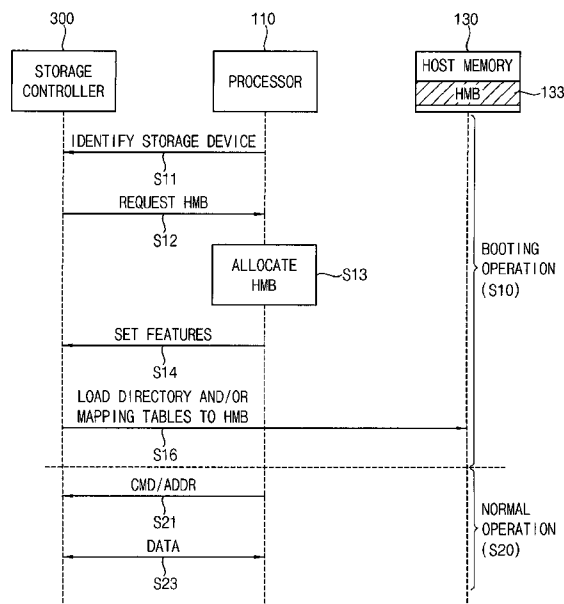 300
110
130
STORAGE
CONTROLLER
PROCESSOR
HOST MEMORY
HMB
133
IDENTIFY STORAGE DEVICE
S11
REQUEST HMB
S12
ALLOCATE
HMB
S13
BOOTING
OPERATION
(S10)
SET FEATURES
S14
LOAD DIRECTORY AND/OR
MAPPING TABLES TO HMB
S16
CMD/ADDR
S21
NORMAL
OPERATION
(S20)
DATA
S23